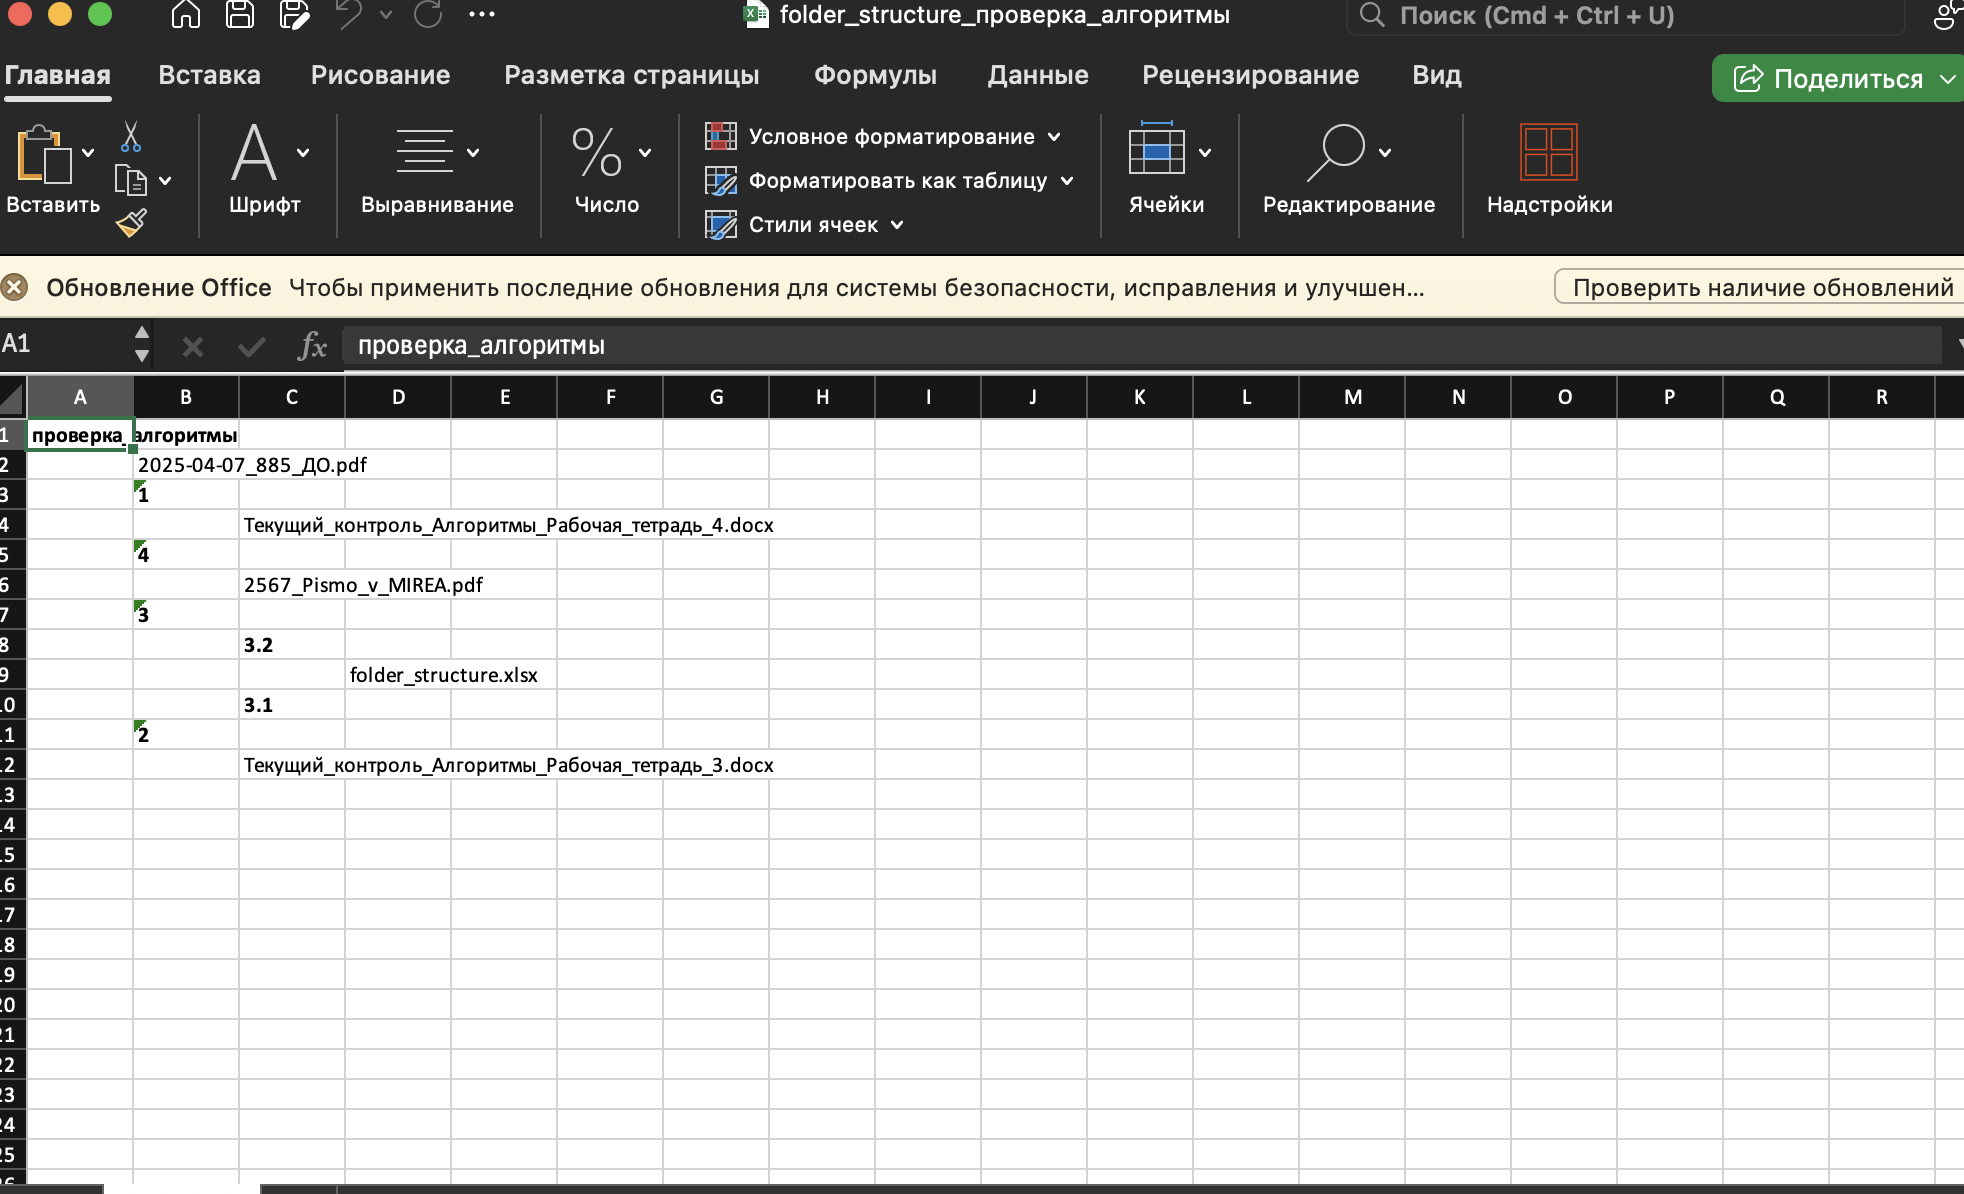 folder_structure_проверка_алгоритмы
Поиск (Cmd + Ctrl + U)
Главная Вставка Рисование Разметка страницы Формулы Данные Рецензирование Вид Поделиться
Вставить Шрифт Выравнивание Число
Условное форматирование
Форматировать как таблицу
Стили ячеек
Ячейки Редактирование Надстройки
Обновление Office Чтобы применить последние обновления для системы безопасности, исправления и улучшен... Проверить наличие обновлений
A1 fx проверка_алгоритмы
A B C D E F G H I J K L M N O P Q R
1 проверка_алгоритмы
2 2025-04-07_885_ДО.pdf
3 1
4 Текущий_контроль_Алгоритмы_Рабочая_тетрадь_4.docx
5 4
6 2567_Pismo_v_MIREA.pdf
7 3
8 3.2
9 folder_structure.xlsx
10 3.1
11 2
12 Текущий_контроль_Алгоритмы_Рабочая_тетрадь_3.docx
13
14
15
16
17
18
19
20
21
22
23
24
25